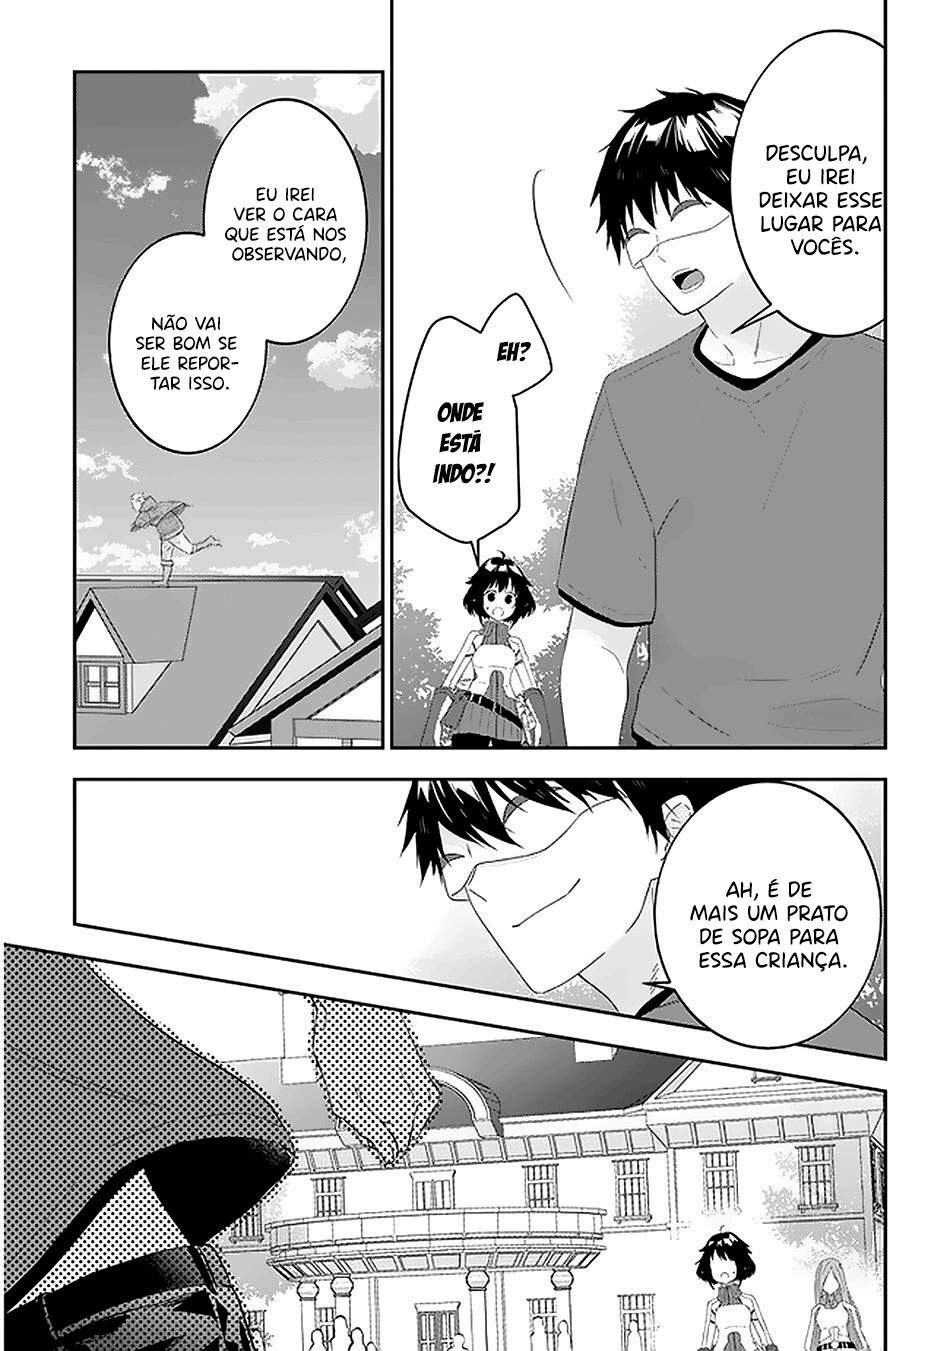 DESCULPA,
EU IREI
DEIXAR ESSE
LUGAR PARA
VOCÊS.
EH?
ONDE
ESTÁ
INDO?!
EU IREI
VER O CARA
QUE ESTÁ NOS
OBSERVANDO,
NÃO VAI
SER BOM SE
ELE REPOR-
TAR ISSO.
AH, É DE
MAIS UM PRATO
DE SOPA PARA
ESSA CRIANÇA.